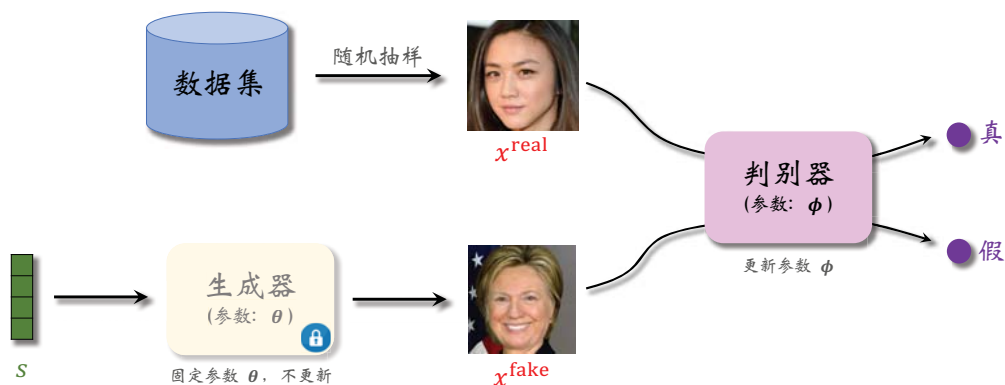 数据集
随机抽样
x^real
真
判别器
(参数: ϕ)
更新参数 ϕ
假
生成器
(参数: θ)
固定参数 θ, 不更新
s
x^fake